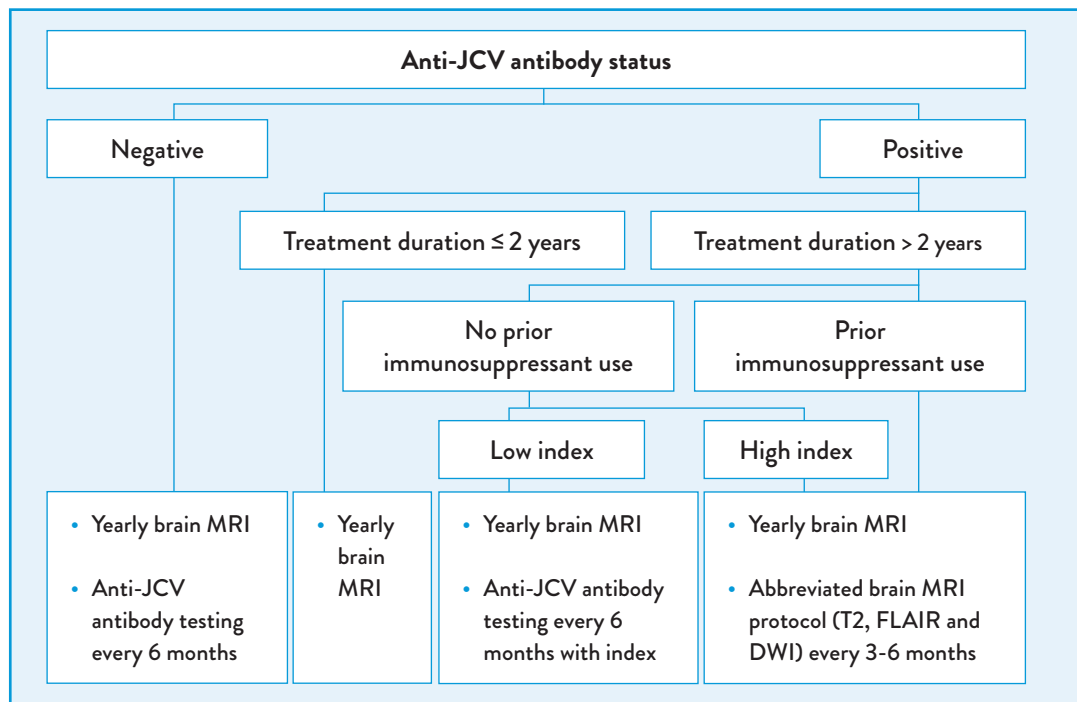 Anti-JCV antibody status
Negative
Positive
Treatment duration ≤ 2 years
Treatment duration > 2 years
No prior
immunosuppressant use
Prior
immunosuppressant use
Low index
High index
• Yearly brain MRI
• Anti-JCV
antibody testing
every 6 months
• Yearly
brain
MRI
• Yearly brain MRI
• Anti-JCV antibody
testing every 6
months with index
• Yearly brain MRI
• Abbreviated brain MRI
protocol (T2, FLAIR and
DWI) every 3-6 months